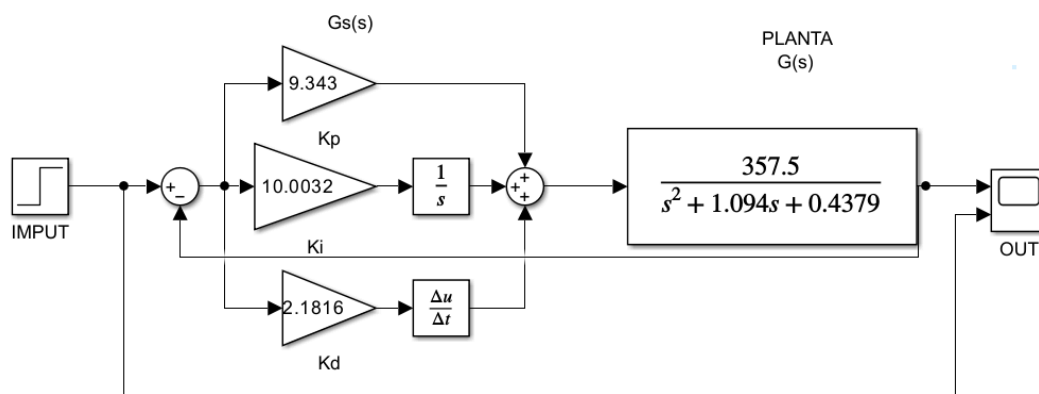 Gs(s)
PLANTA
G(s)
9.343
Kp
10.0032
1
s
357.5
s² + 1.094s + 0.4379
IMPUT
OUT
Ki
2.1816
Δu
Δt
Kd